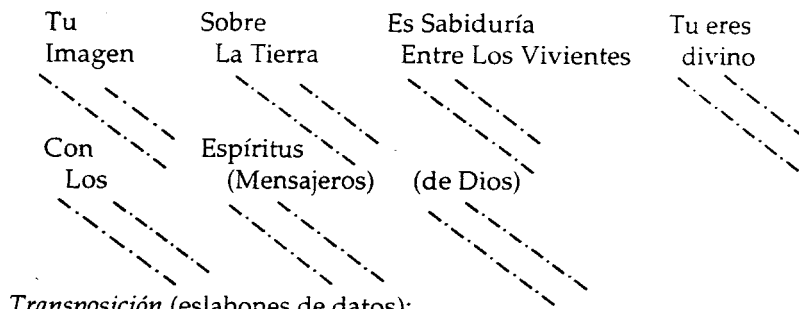 Tu Sobre Es Sabiduría Tu eres
Imagen La Tierra Entre Los Vivientes divino
Con Espíritus
Los (Mensajeros) (de Dios)
Transposición (eslabones de datos):